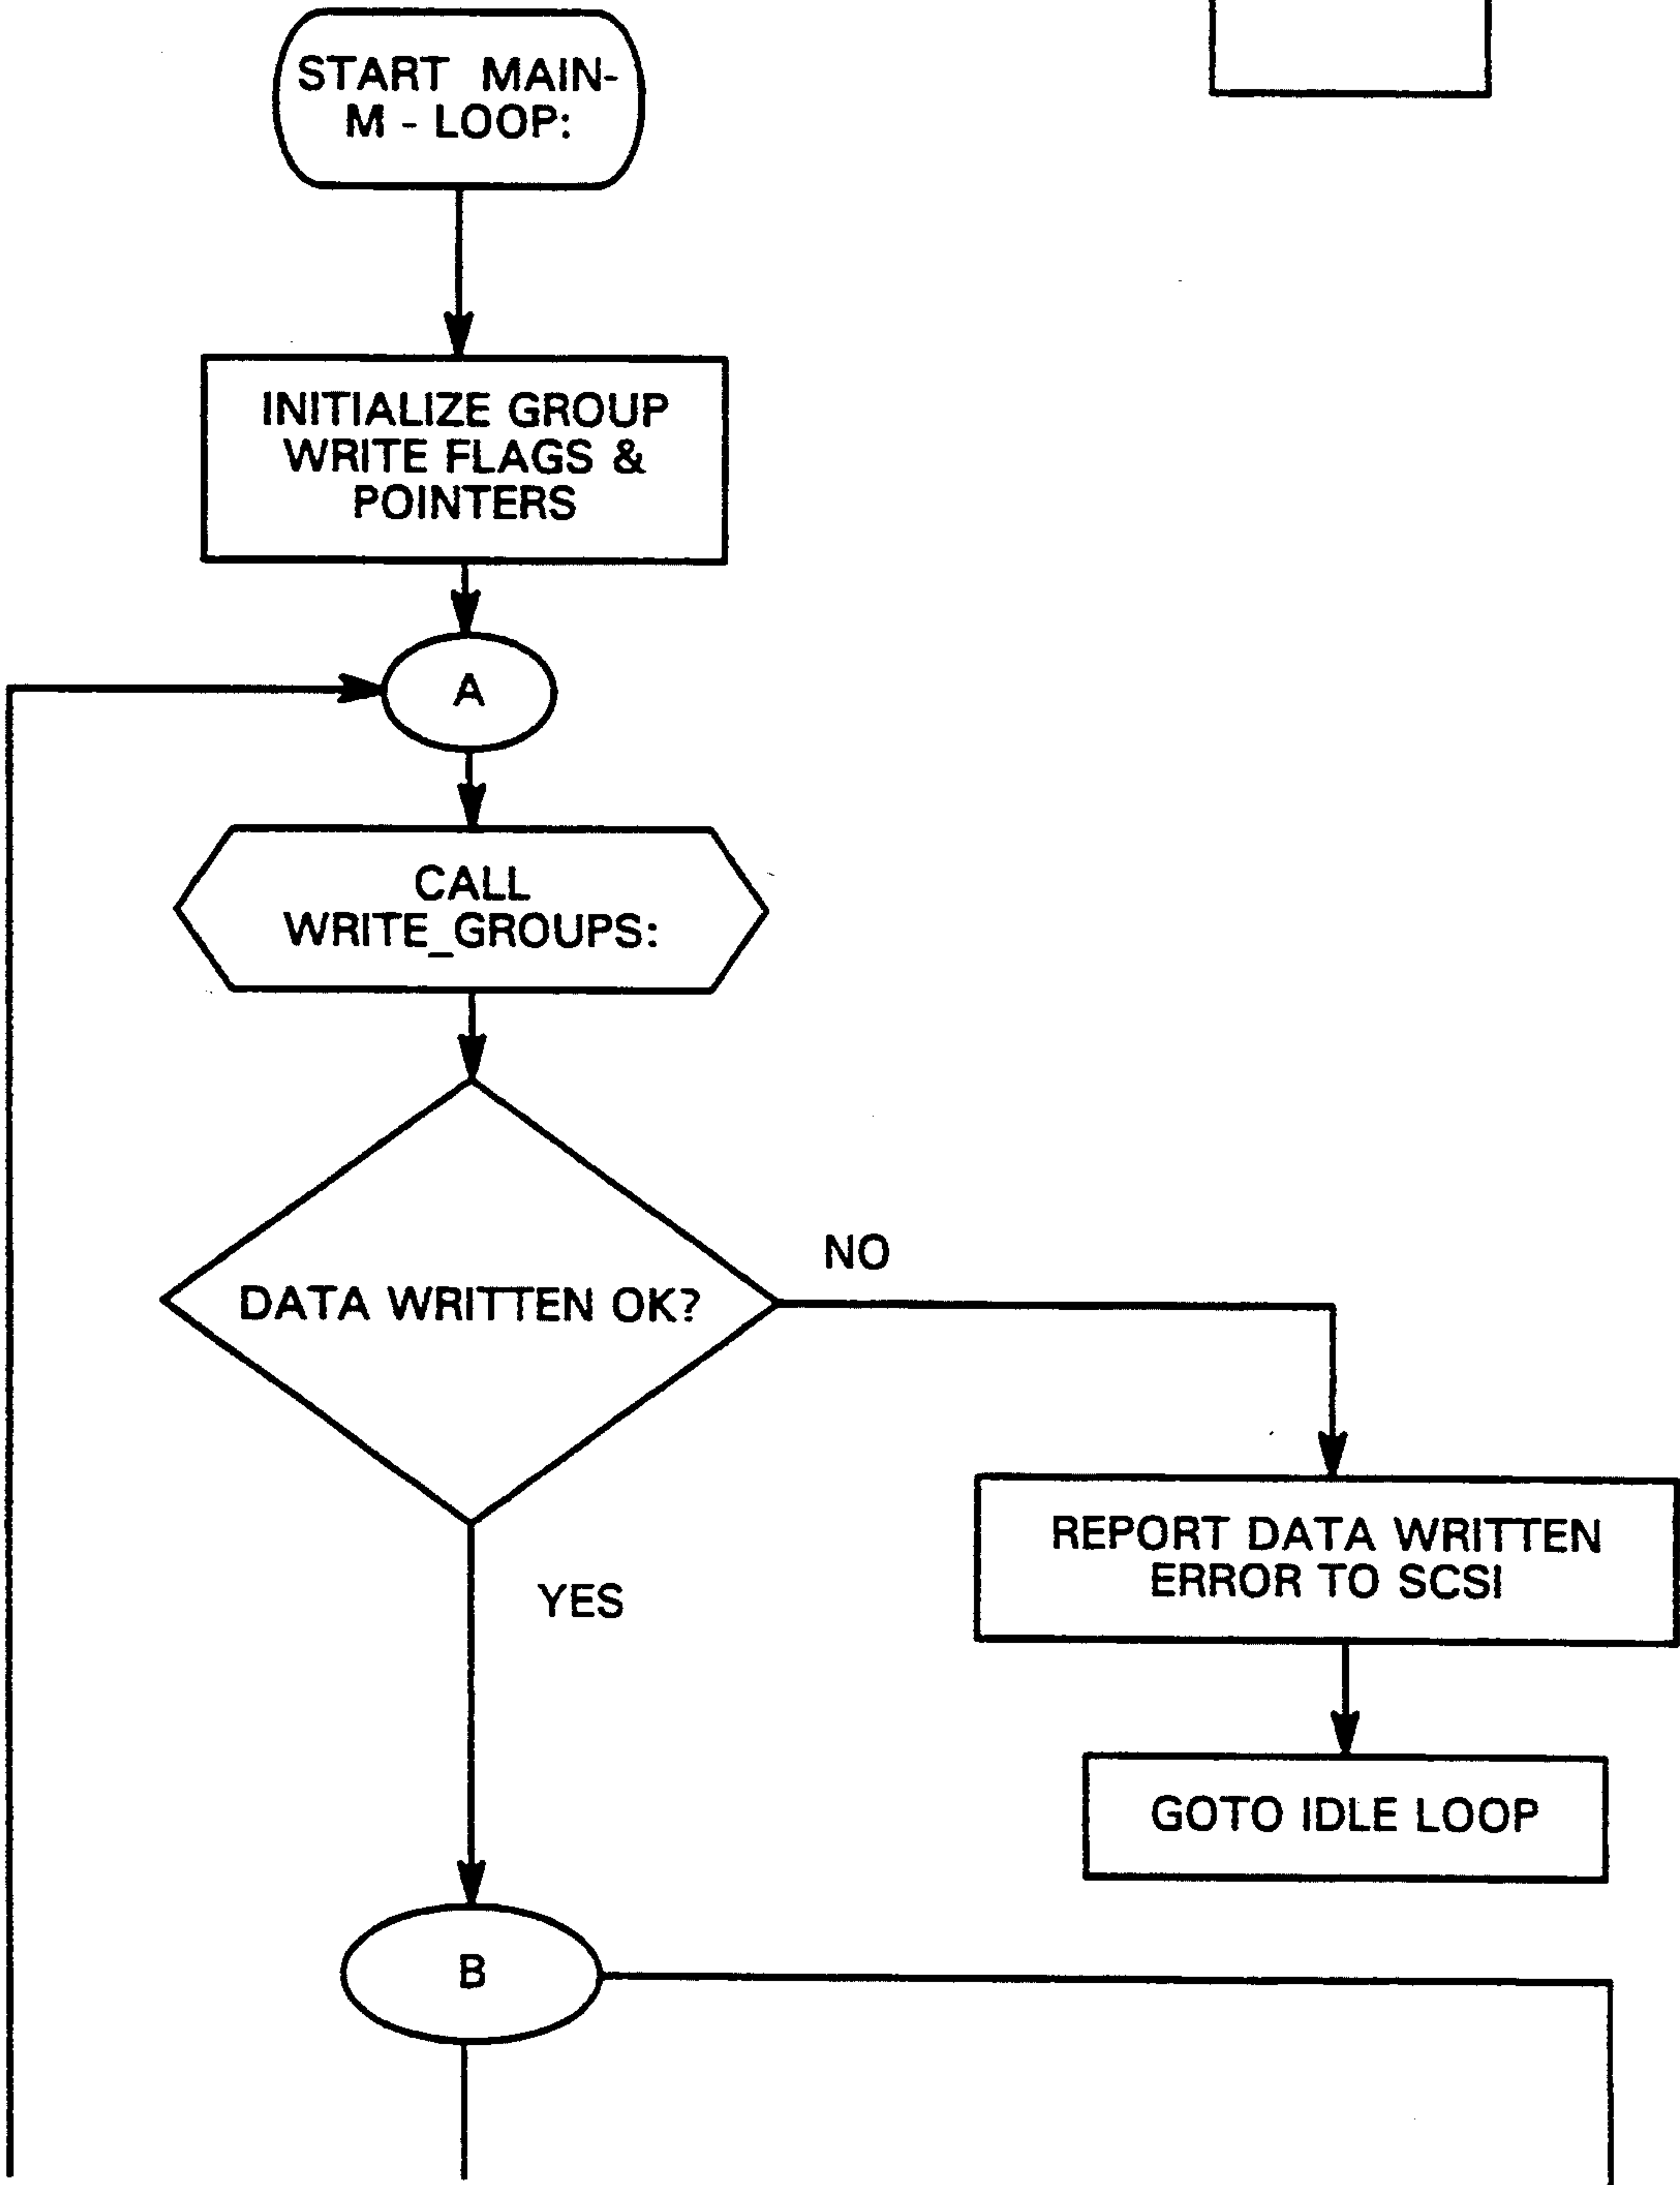 START MAIN-
M - LOOP:
INITIALIZE GROUP
WRITE FLAGS &
POINTERS
A
CALL
WRITE_GROUPS:
DATA WRITTEN OK?
NO
YES
REPORT DATA WRITTEN
ERROR TO SCSI
GOTO IDLE LOOP
B